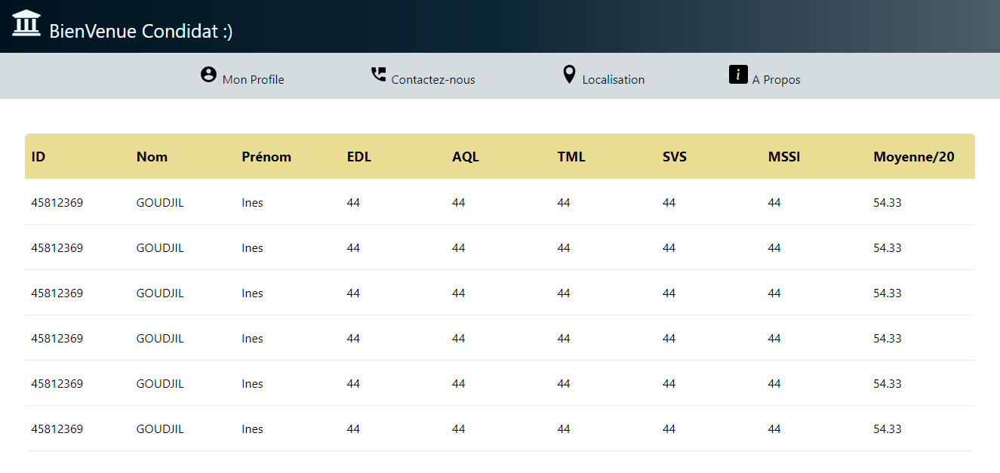 BienVenue Condidat :)
Mon Profile Contactez-nous Localisation A Propos
ID Nom Prénom EDL AQL TML SVS MSSI Moyenne/20
45812369 GOUDJIL Ines 44 44 44 44 44 54.33
45812369 GOUDJIL Ines 44 44 44 44 44 54.33
45812369 GOUDJIL Ines 44 44 44 44 44 54.33
45812369 GOUDJIL Ines 44 44 44 44 44 54.33
45812369 GOUDJIL Ines 44 44 44 44 44 54.33
45812369 GOUDJIL Ines 44 44 44 44 44 54.33